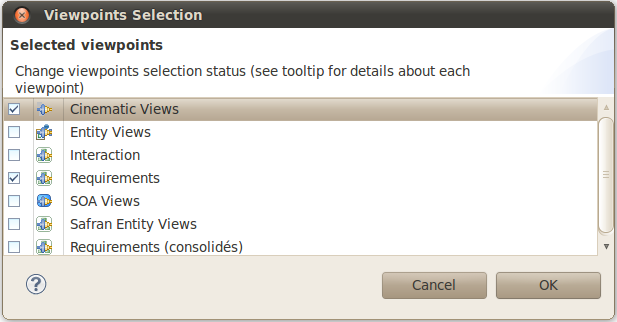 Viewpoints Selection
Selected viewpoints
Change viewpoints selection status (see tooltip for details about each
viewpoint)
Cinematic Views
Entity Views
Interaction
Requirements
SOA Views
Safran Entity Views
Requirements (consolidés)
?
Cancel
OK